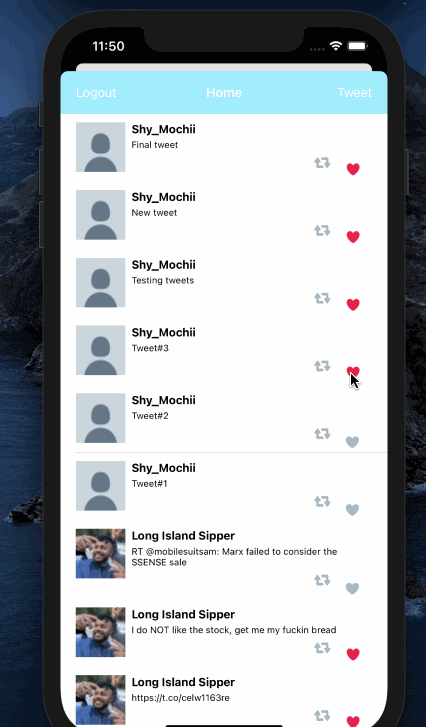 11:50
Logout Home Tweet
Shy_Mochii
Final tweet
Shy_Mochii
New tweet
Shy_Mochii
Testing tweets
Shy_Mochii
Tweet#3
Shy_Mochii
Tweet#2
Shy_Mochii
Tweet#1
Long Island Sipper
RT @mobilesuitsam: Marx failed to consider the
SSENSE sale
Long Island Sipper
I do NOT like the stock, get me my fuckin bread
Long Island Sipper
https://t.co/celw1163re